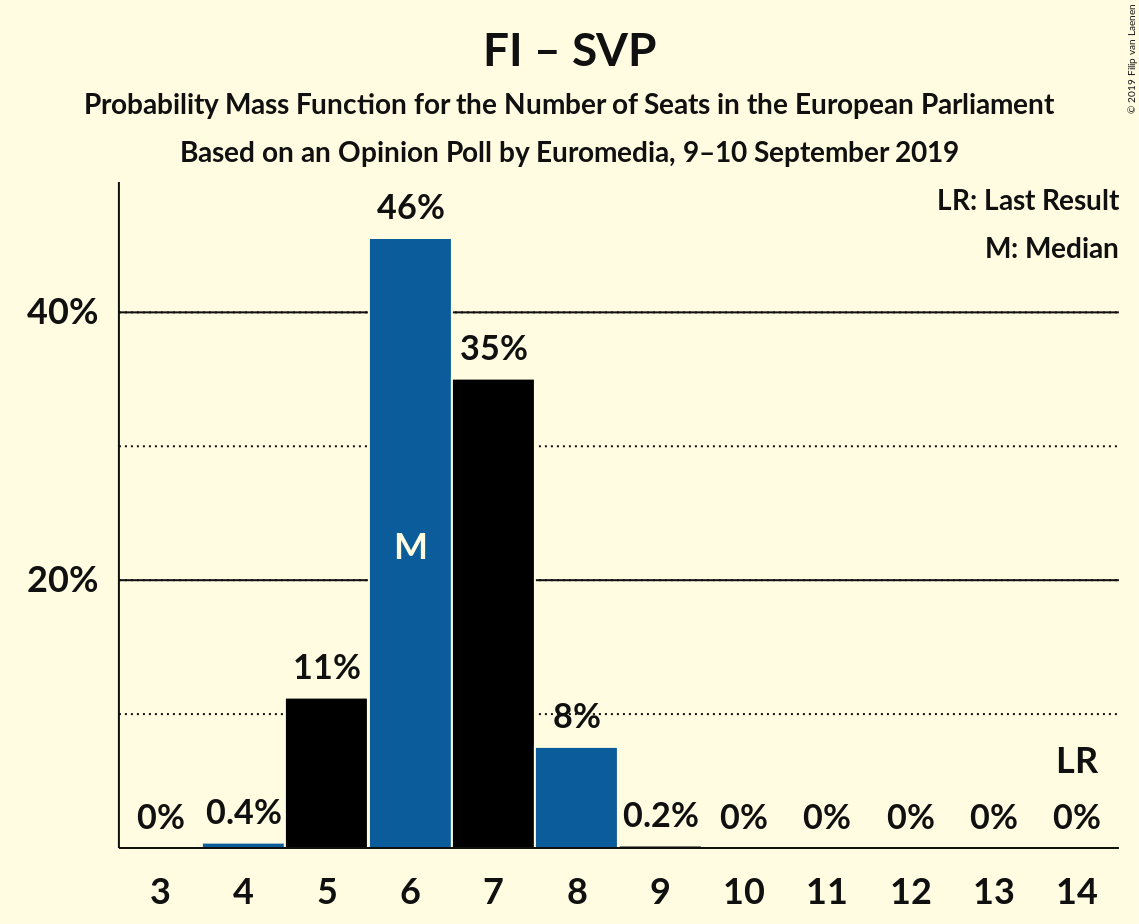 FI – SVP
Probability Mass Function for the Number of Seats in the European Parliament
Based on an Opinion Poll by Euromedia, 9–10 September 2019
© 2019 Filip van Laenen
LR: Last Result
M: Median
46%
40%
35%
M
20%
11%
8%
LR
0% 0.4% 0.2% 0% 0% 0% 0% 0%
3 4 5 6 7 8 9 10 11 12 13 14